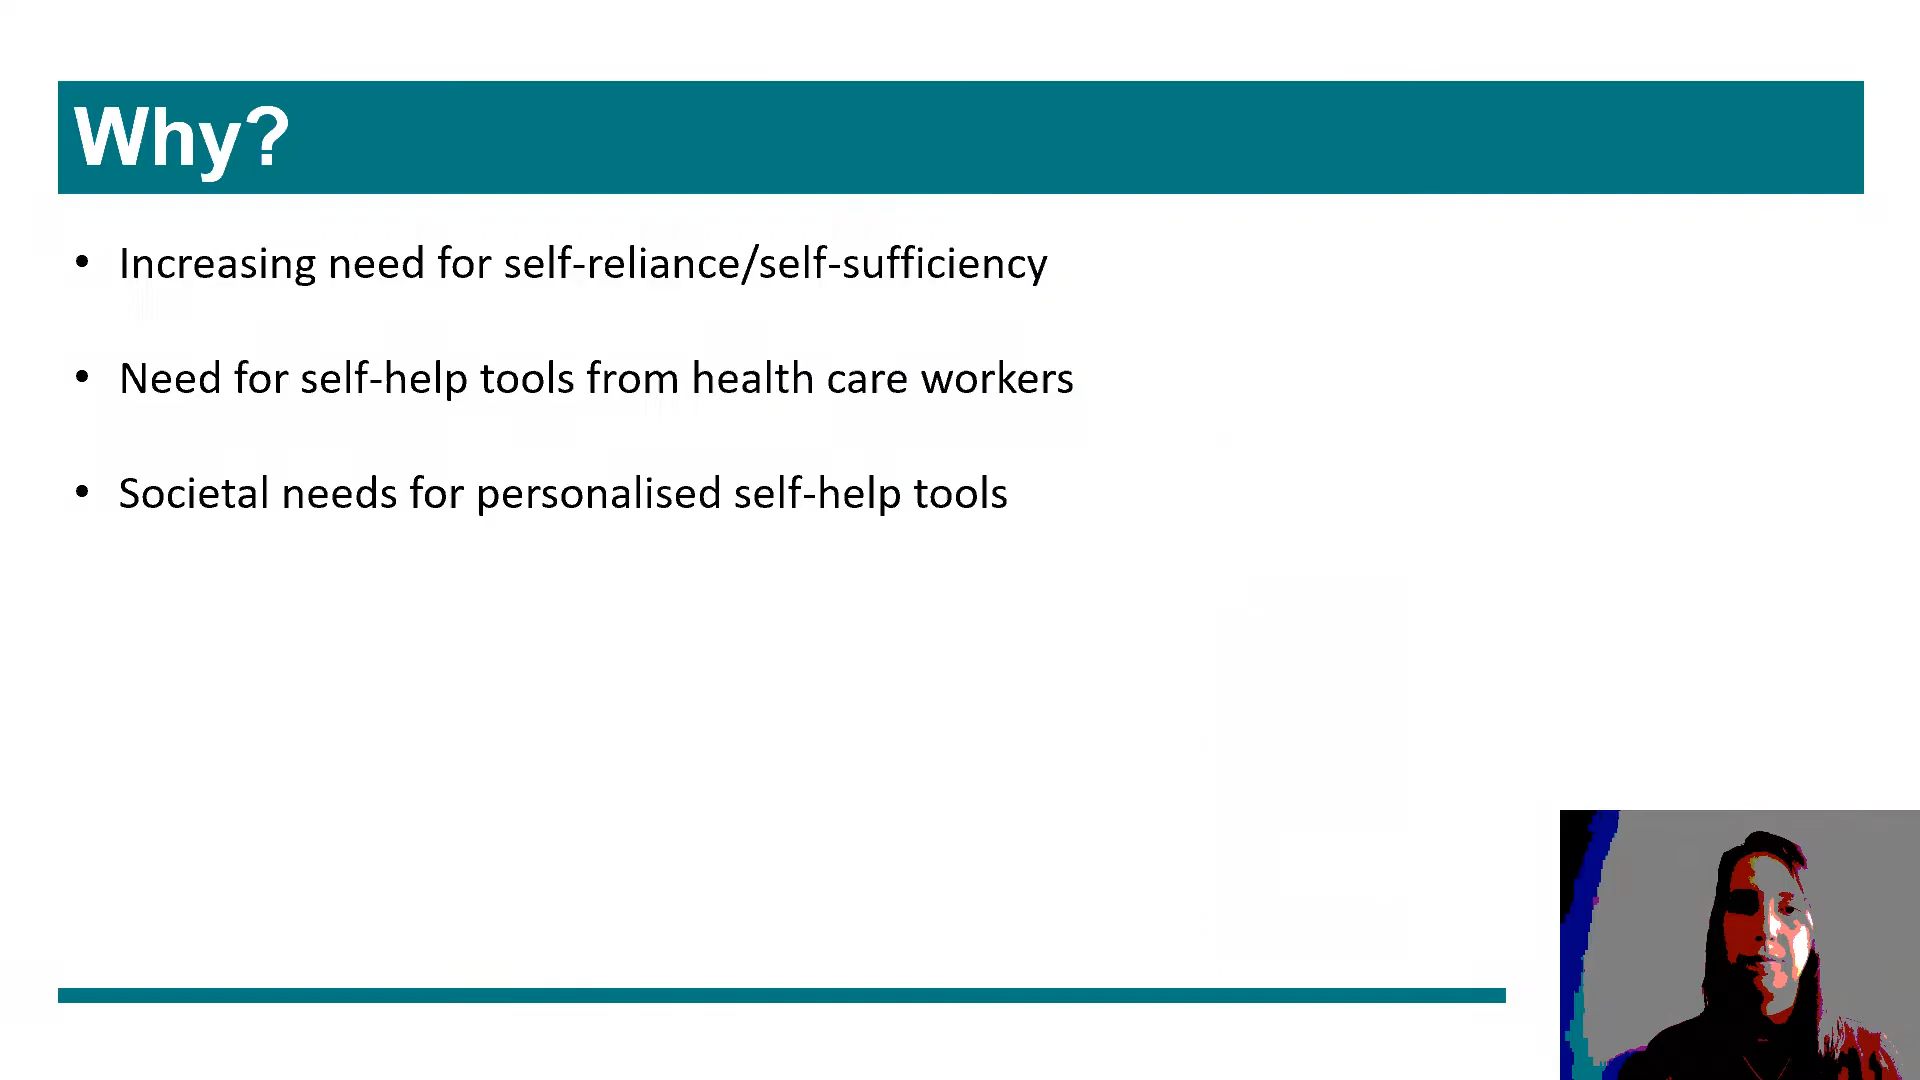 Why?
• Increasing need for self-reliance/self-sufficiency
• Need for self-help tools from health care workers
• Societal needs for personalised self-help tools